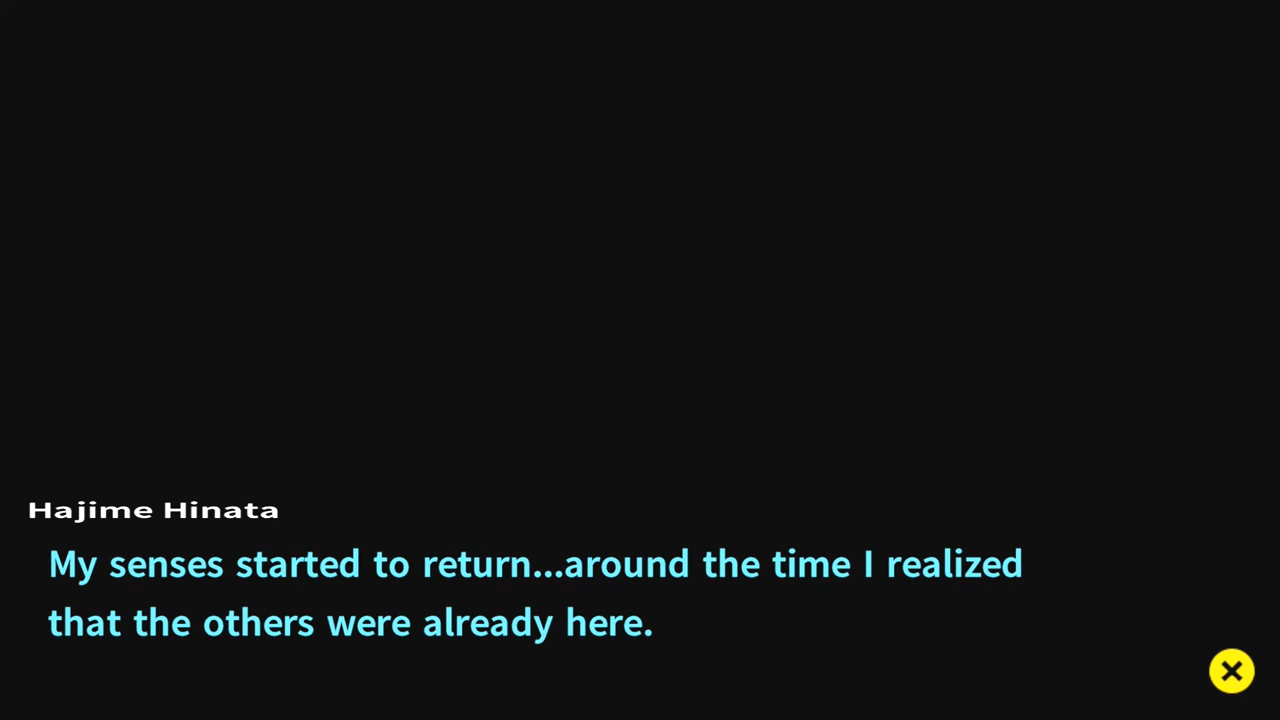 Hajime Hinata
My senses started to return...around the time I realized
that the others were already here.